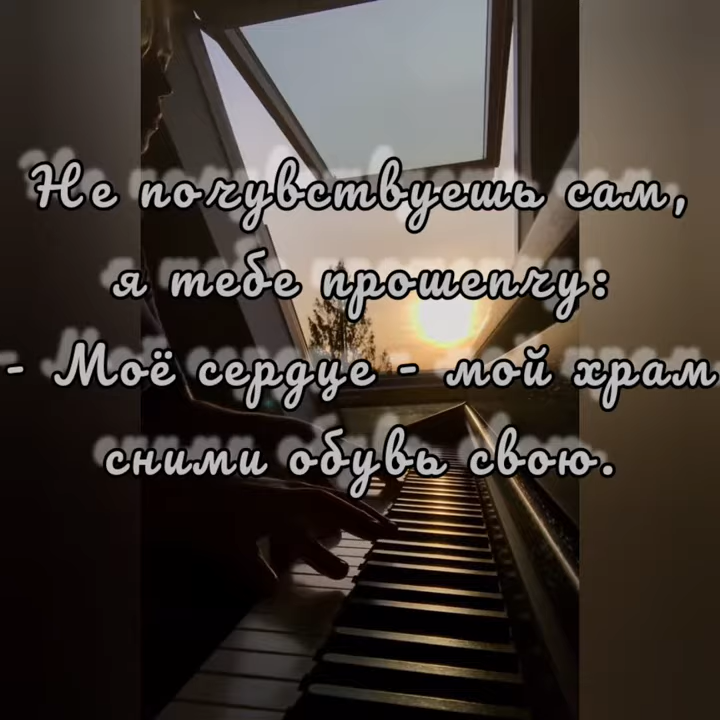 Не почувствуешь сам,
я тебе прошепчу:
- Моё сердце - мой храм
сними обувь свою.